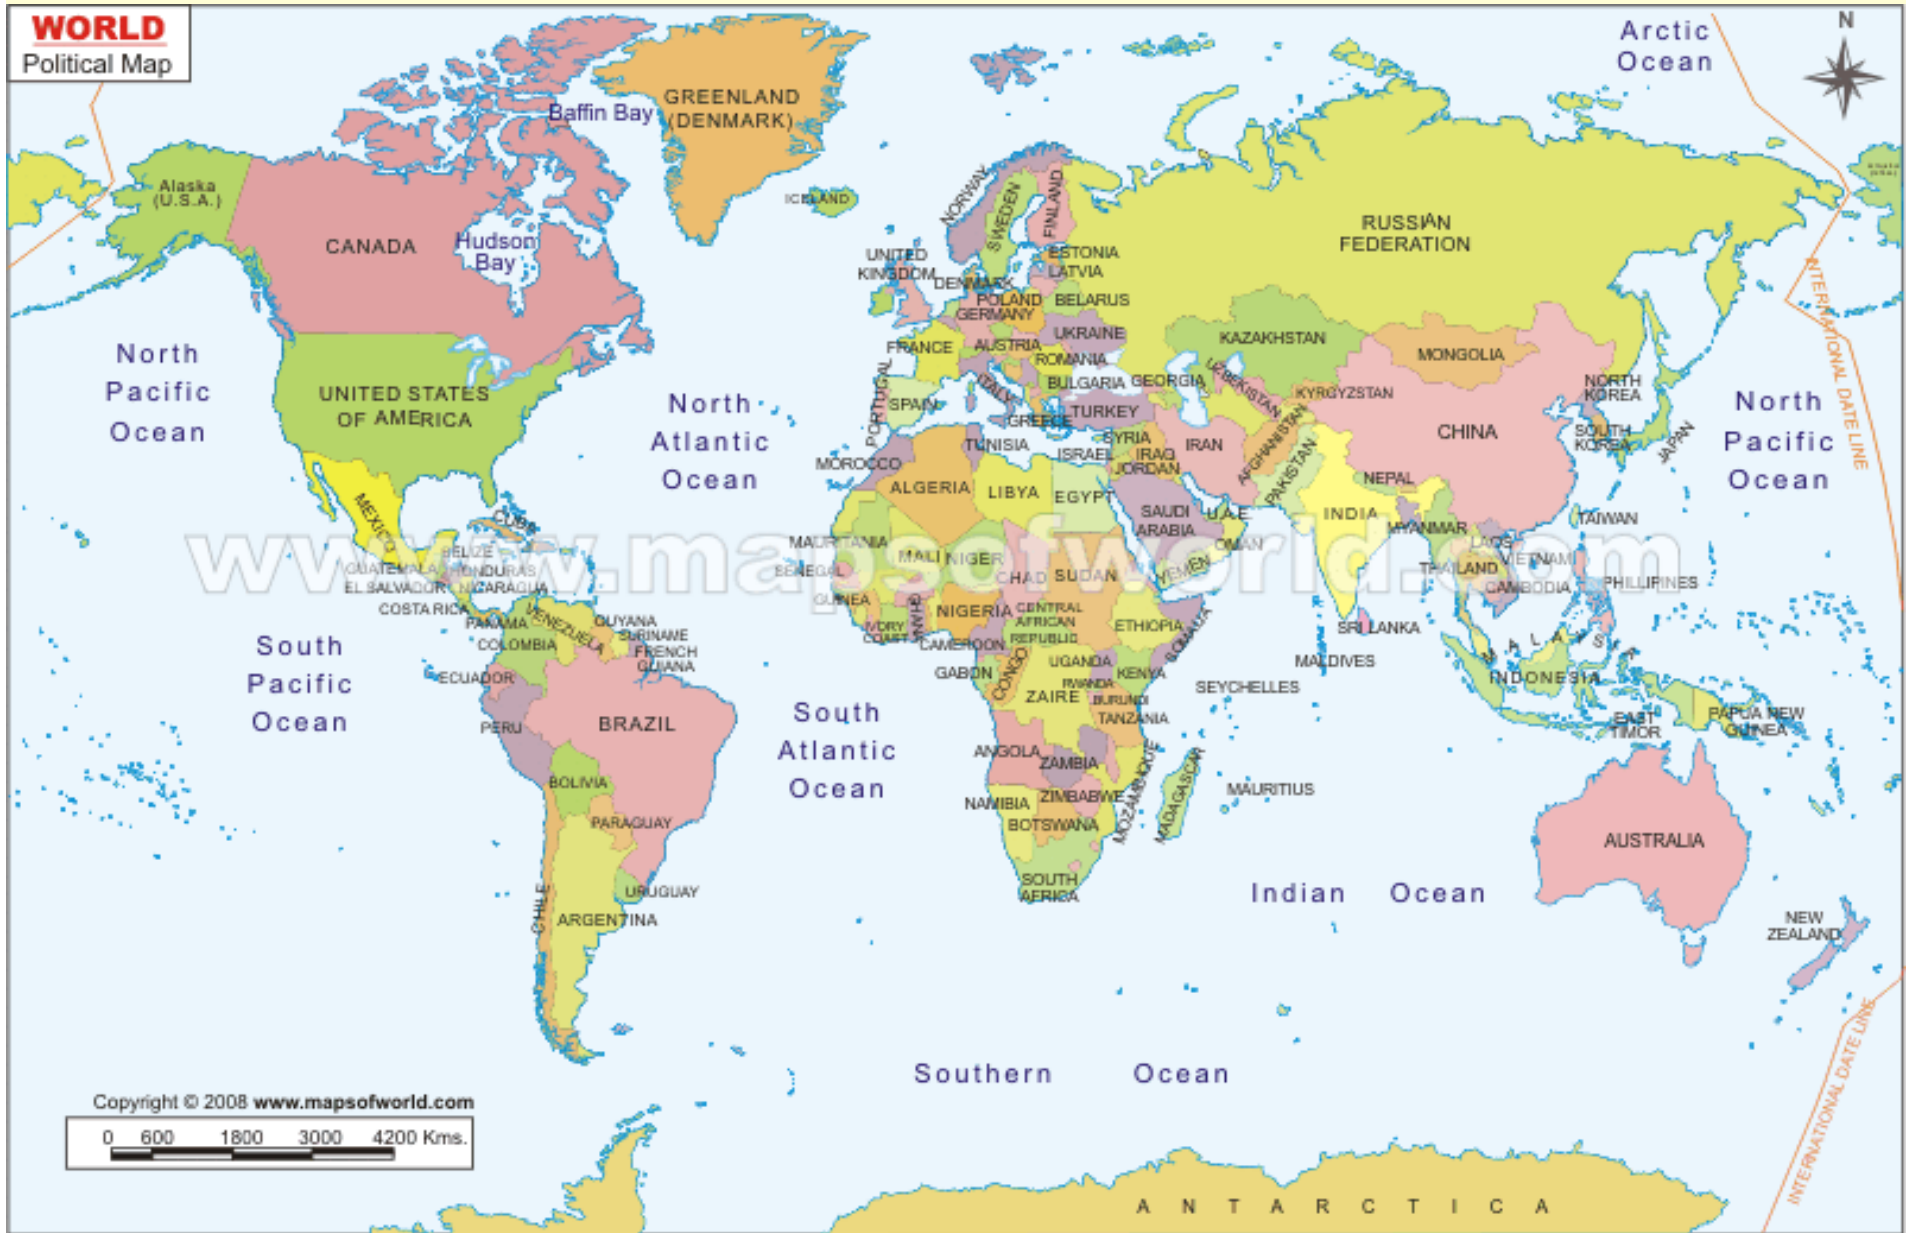 WORLD
Political Map
Arctic
Ocean
N
Baffin Bay
GREENLAND
(DENMARK)
Alaska
(U.S.A.)
ICELAND
NORWAY
SWEDEN
FINLAND
RUSSIAN
FEDERATION
CANADA
Hudson
Bay
UNITED
KINGDOM
ESTONIA
LATVIA
DENMARK
POLAND
BELARUS
GERMANY
UKRAINE
KAZAKHSTAN
MONGOLIA
INTERNATIONAL DATE LINE
North
Pacific
Ocean
FRANCE
AUSTRIA
ROMANIA
PORTUGAL
SPAIN
ITALY
BULGARIA
GEORGIA
UZBEKISTAN
KYRGYZSTAN
NORTH
KOREA
UNITED STATES
OF AMERICA
North
Atlantic
Ocean
GREECE
TURKEY
CHINA
SOUTH
KOREA
JAPAN
North
Pacific
Ocean
TUNISIA
SYRIA
ISRAEL
IRAQ
JORDAN
IRAN
AFGHANISTAN
PAKISTAN
MOROCCO
ALGERIA
LIBYA
EGYPT
NEPAL
MEXICO
CUBA
SAUDI
ARABIA
U.A.E
INDIA
MYANMAR
TAIWAN
www.mapsofworld.com
BELIZE
GUATEMALA
HONDURAS
EL SALVADOR
NICARAGUA
COSTA RICA
PANAMA
MAURITANIA
MALI
NIGER
CHAD
SUDAN
OMAN
YEMEN
LAOS
VIETNAM
THAILAND
CAMBODIA
PHILLIPINES
SENEGAL
GUINEA
IVORY
COAST
GHANA
NIGERIA
CENTRAL
AFRICAN
REPUBLIC
CAMEROON
ETHIOPIA
SOMALIA
SRI LANKA
MALDIVES
MALAYSIA
INDONESIA
VENEZUELA
GUYANA
SURINAME
FRENCH
GUIANA
COLOMBIA
ECUADOR
South
Pacific
Ocean
GABON
CONGO
UGANDA
KENYA
RWANDA
BURUNDI
ZAIRE
TANZANIA
SEYCHELLES
EAST
TIMOR
PAPUA NEW
GUINEA
PERU
BRAZIL
South
Atlantic
Ocean
ANGOLA
ZAMBIA
MOZAMBIQUE
MADAGASCAR
MAURITIUS
BOLIVIA
PARAGUAY
NAMIBIA
ZIMBABWE
BOTSWANA
SOUTH
AFRICA
AUSTRALIA
CHILE
URUGUAY
ARGENTINA
Indian Ocean
NEW
ZEALAND
INTERNATIONAL DATE LINE
Southern Ocean
Copyright © 2008 www.mapsofworld.com
0 600 1800 3000 4200 Kms.
ANTARCTICA